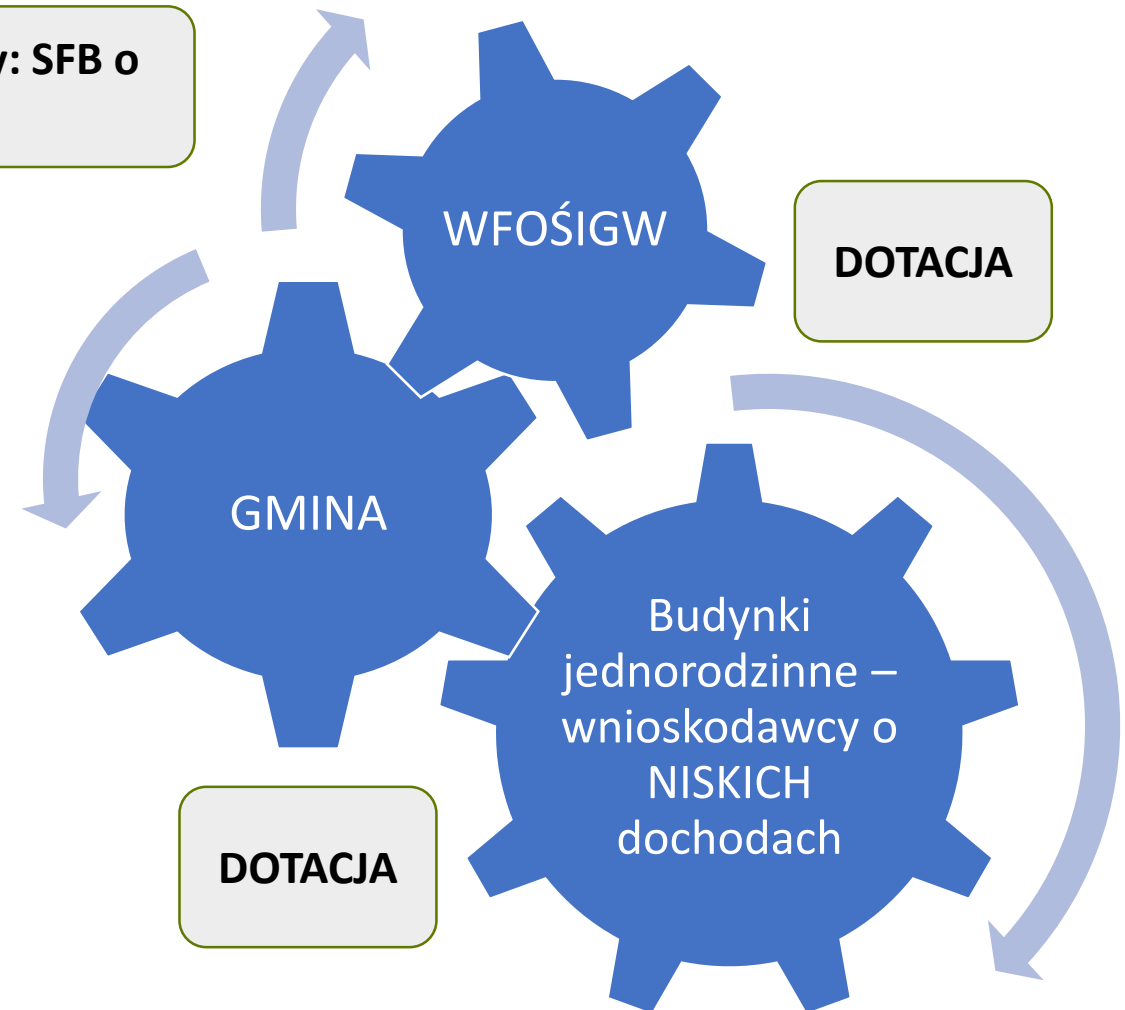 y: SFB o
WFOŚIGW
DOTACJA
GMINA
Budynki
jednorodzinne –
wnioskodawcy o
NISKICH
dochodach
DOTACJA